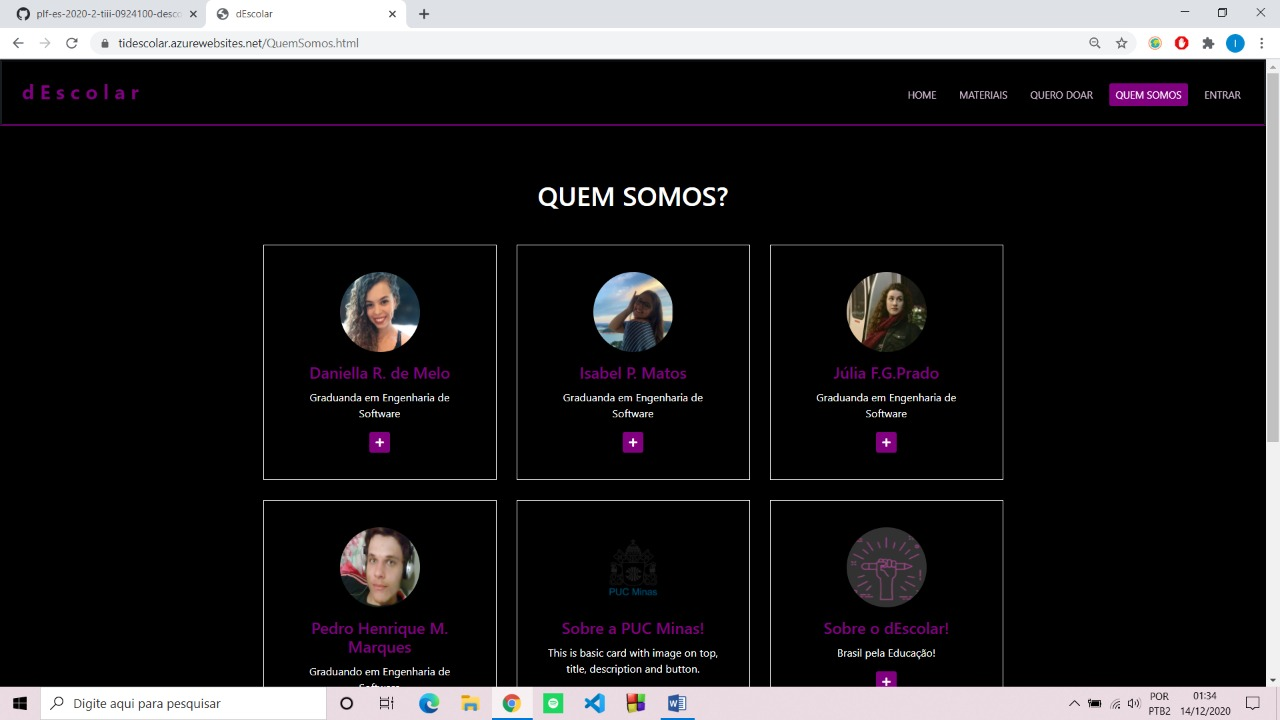 plf-es-2020-2-tiii-0924100-desc
dEscolar
tidescolar.azurewebsites.net/QuemSomos.html
I
dEscolar
HOME MATERIAIS QUERO DOAR QUEM SOMOS ENTRAR
QUEM SOMOS?
Daniella R. de Melo
Graduanda em Engenharia de
Software
+
Isabel P. Matos
Graduanda em Engenharia de
Software
+
Júlia F.G.Prado
Graduanda em Engenharia de
Software
+
Pedro Henrique M.
Marques
Graduando em Engenharia de
Software
PUC Minas
Sobre a PUC Minas!
This is basic card with image on top,
title, description and button.
Sobre o dEscolar!
Brasil pela Educação!
+
Digite aqui para pesquisar
POR
PTB2
01:34
14/12/2020